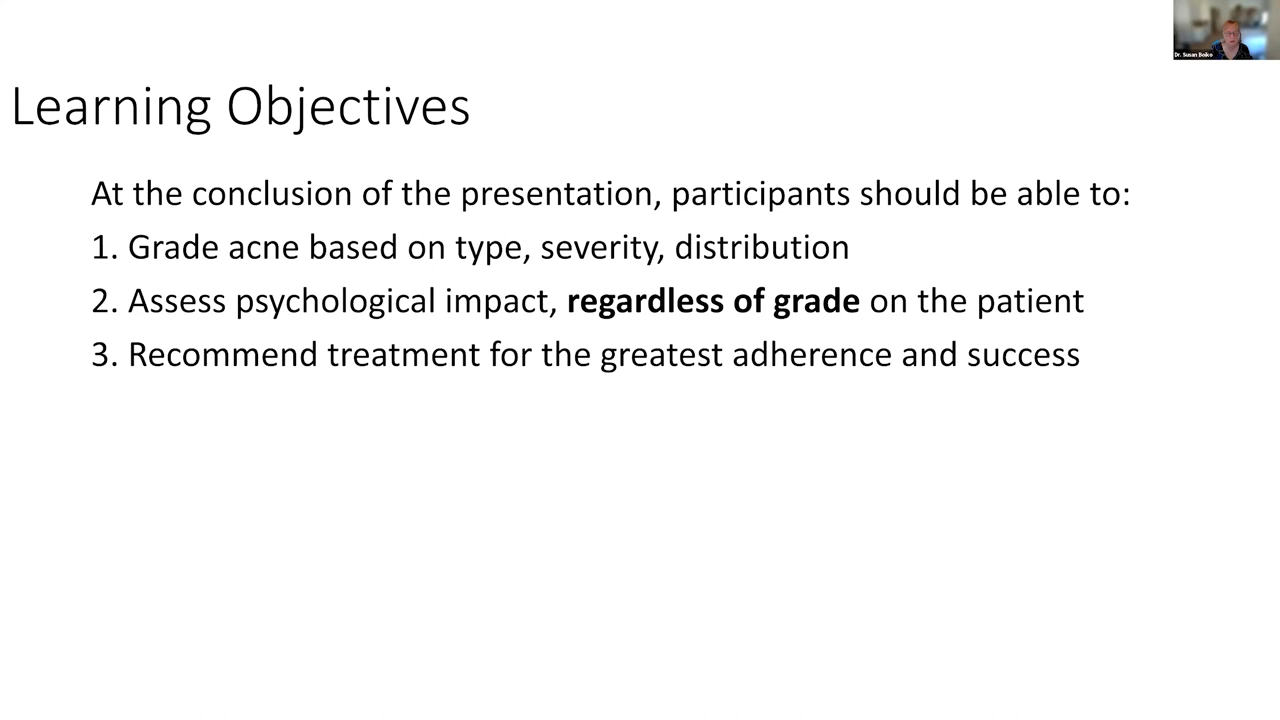 Dr. Susan Boiko
Learning Objectives
At the conclusion of the presentation, participants should be able to:
1. Grade acne based on type, severity, distribution
2. Assess psychological impact, regardless of grade on the patient
3. Recommend treatment for the greatest adherence and success